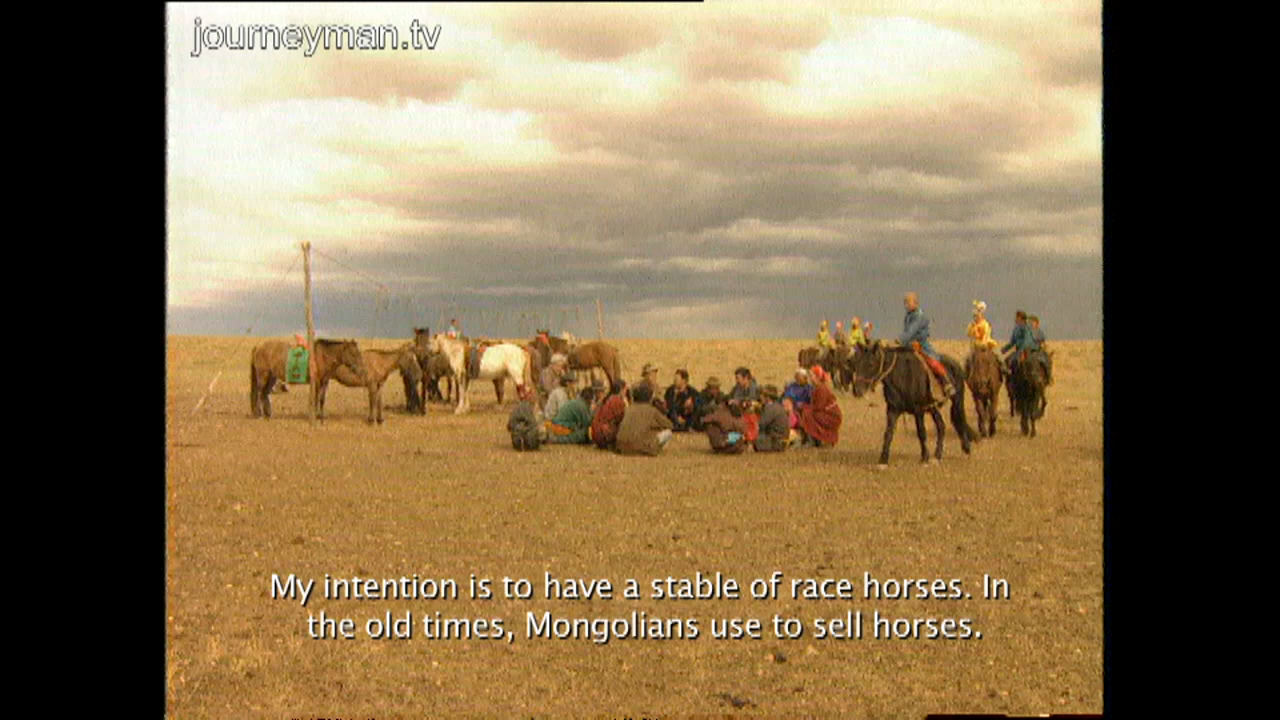 journeyman.tv
My intention is to have a stable of race horses. In
the old times, Mongolians use to sell horses.